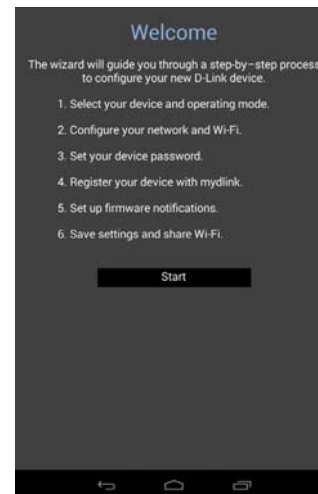 Welcome
The wizard will guide you through a step-by-step process
to configure your new D-Link device.
1. Select your device and operating mode.
2. Configure your network and Wi-Fi.
3. Set your device password.
4. Register your device with mydlink.
5. Set up firmware notifications.
6. Save settings and share Wi-Fi.
Start